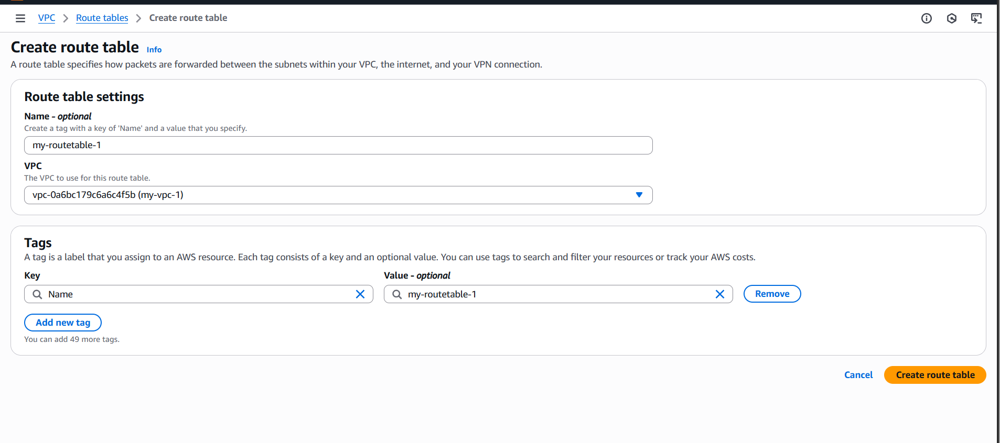 VPC > Route tables > Create route table
Create route table Info
A route table specifies how packets are forwarded between the subnets within your VPC, the internet, and your VPN connection.
Route table settings
Name - optional
Create a tag with a key of 'Name' and a value that you specify.
my-routetable-1
VPC
The VPC to use for this route table.
vpc-0a6bc179c6a6c4f5b (my-vpc-1)
Tags
A tag is a label that you assign to an AWS resource. Each tag consists of a key and an optional value. You can use tags to search and filter your resources or track your AWS costs.
Key Value - optional
Name my-routetable-1 Remove
Add new tag
You can add 49 more tags.
Cancel Create route table